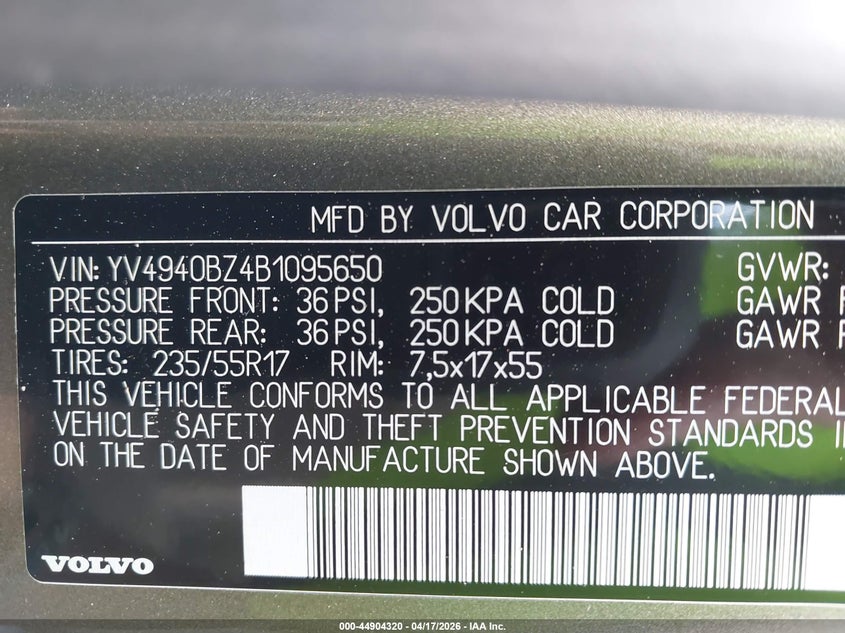 MFD BY VOLVO CAR CORPORATION
VIN: YV4940BZ4B1095650 GVWR:
PRESSURE FRONT: 36 PSI, 250 KPA COLD GAWR F
PRESSURE REAR: 36 PSI, 250 KPA COLD GAWR F
TIRES: 235/55R17 RIM: 7,5x17x55
THIS VEHICLE CONFORMS TO ALL APPLICABLE FEDERAL
VEHICLE SAFETY AND THEFT PREVENTION STANDARDS I
ON THE DATE OF MANUFACTURE SHOWN ABOVE.
VOLVO
000-44904320 - 04/17/2026 - IAA Inc.